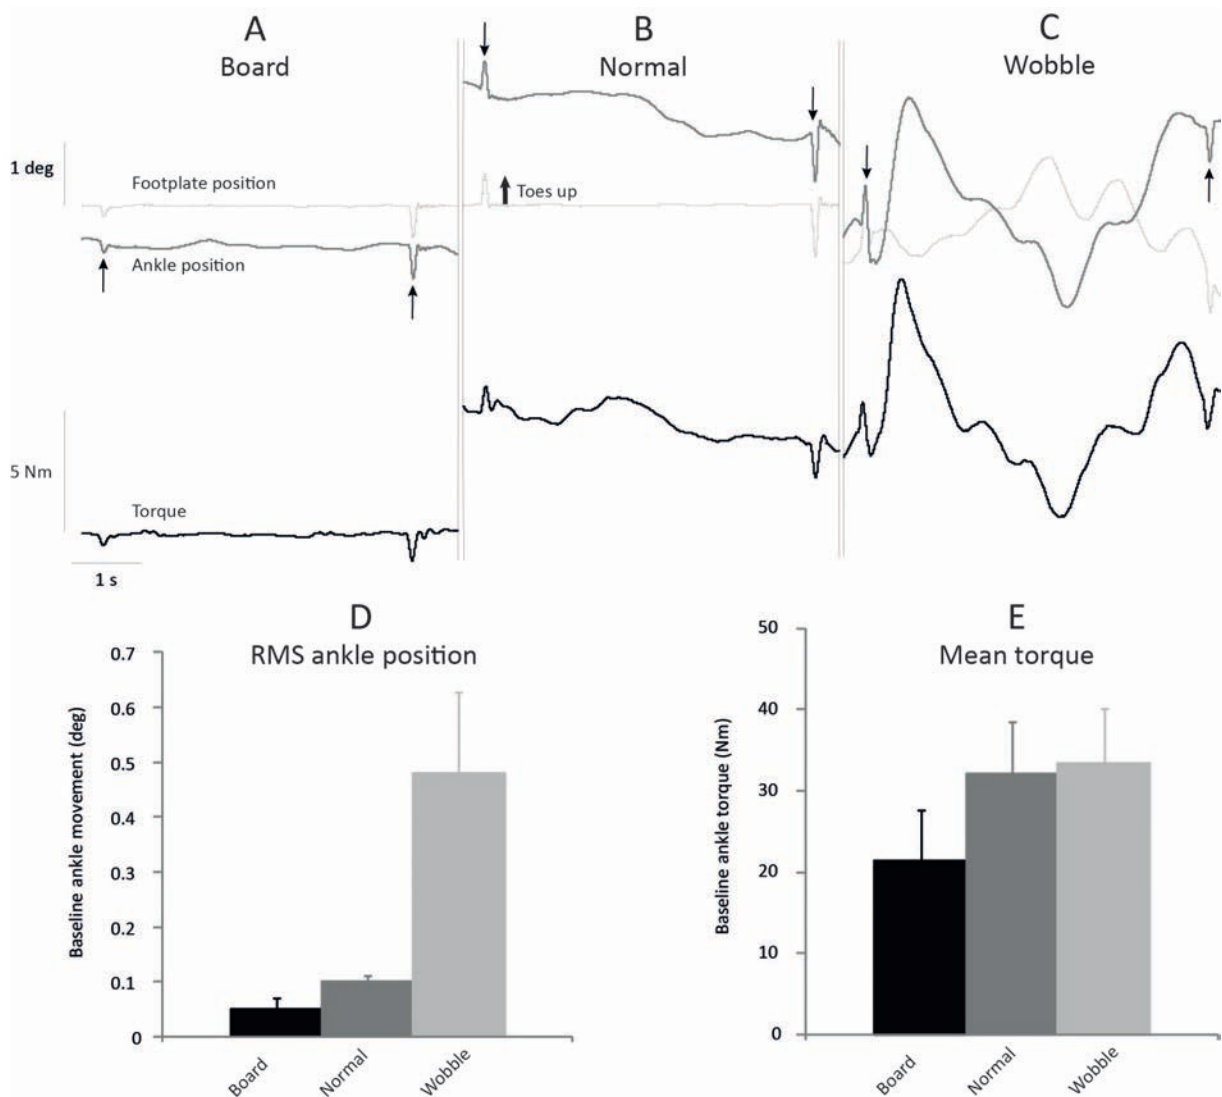 A
Board
B
Normal
C
Wobble
1 deg
Footplate position
Toes up
Ankle position
5 Nm
Torque
1 s
D
RMS ankle position
Baseline ankle movement (deg)
0.7
0.6
0.5
0.4
0.3
0.2
0.1
0
Board
Normal
Wobble
E
Mean torque
Baseline ankle torque (Nm)
50
40
30
20
10
0
Board
Normal
Wobble